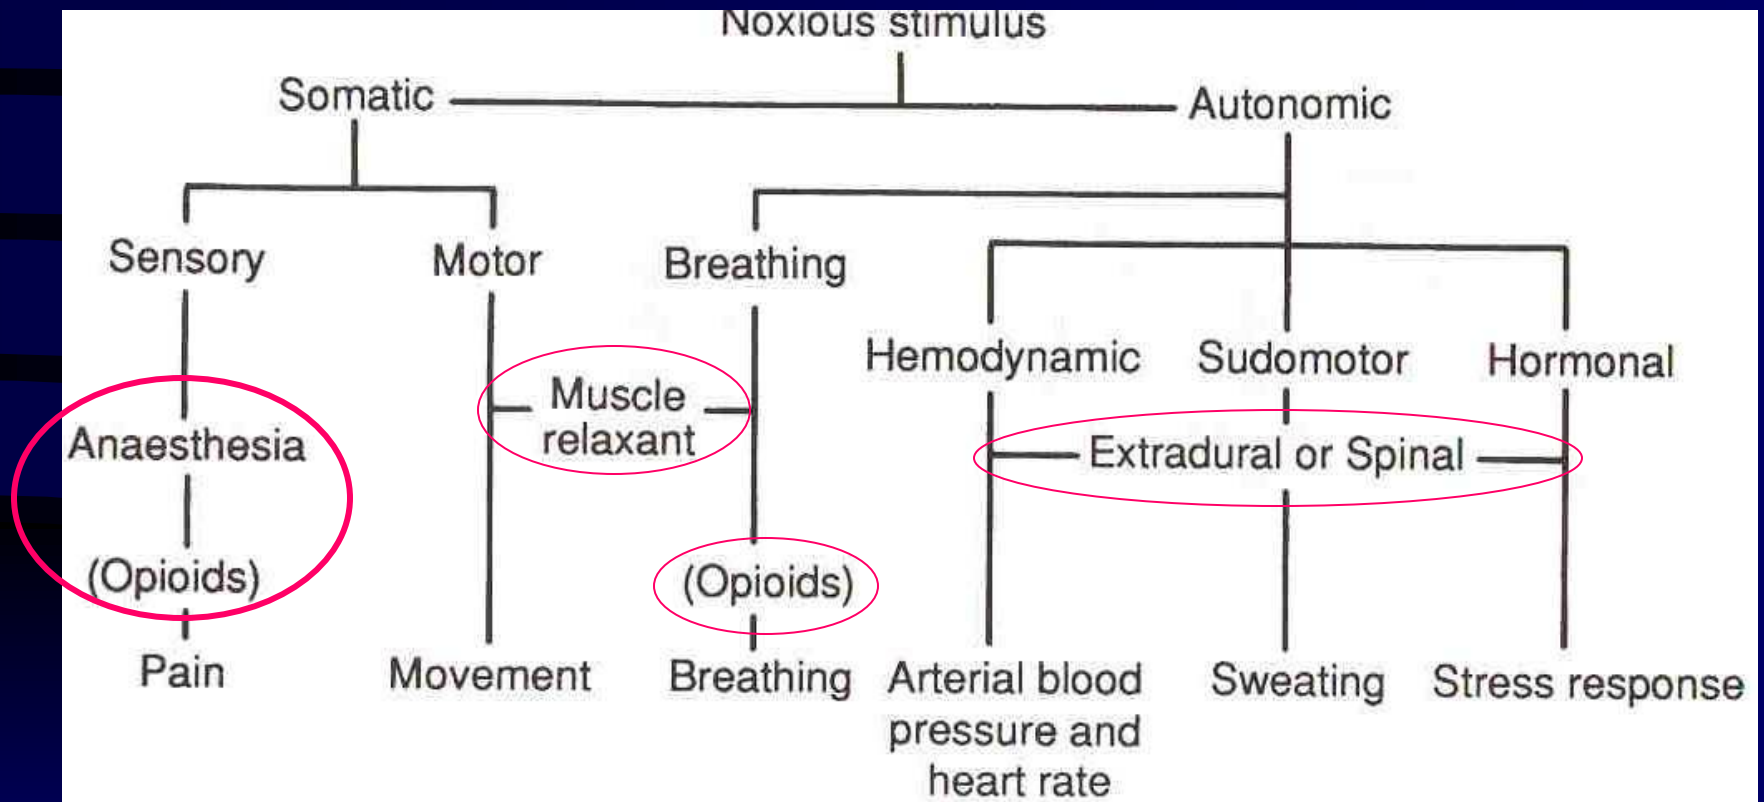 Noxious stimulus
Somatic
Autonomic
Sensory
Motor
Breathing
Hemodynamic
Sudomotor
Hormonal
Muscle
relaxant
Anaesthesia
Extradural or Spinal
(Opioids)
(Opioids)
Pain
Movement
Breathing
Arterial blood
pressure and
heart rate
Sweating
Stress response